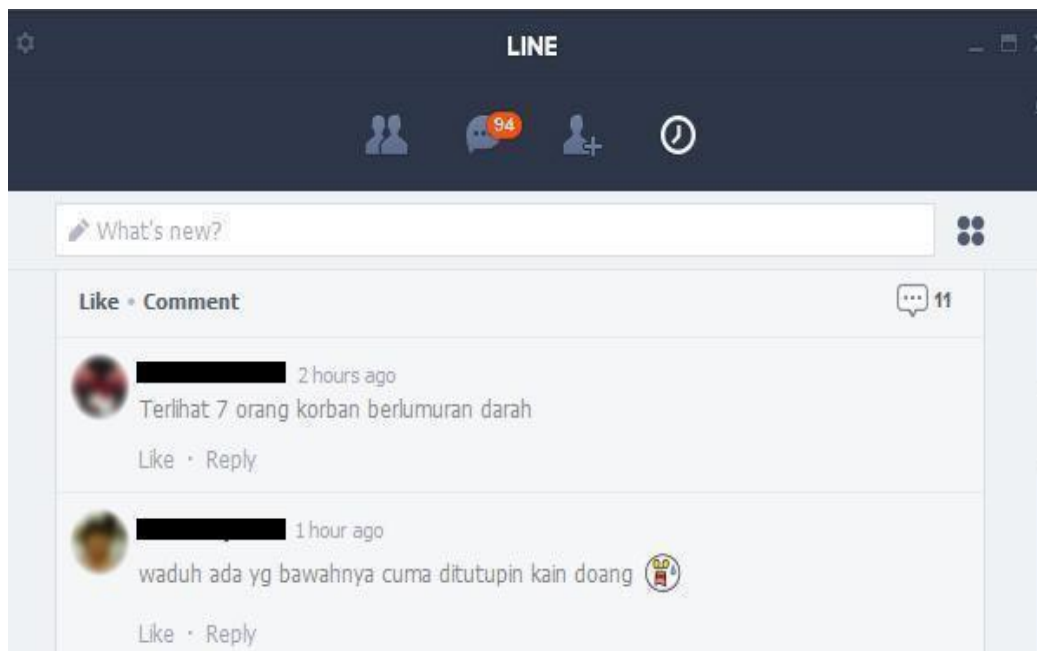 LINE
94
What's new?
Like • Comment
11
2 hours ago
Terlihat 7 orang korban berlumuran darah
Like · Reply
1 hour ago
waduh ada yg bawahnya cuma ditutupin kain doang
Like · Reply